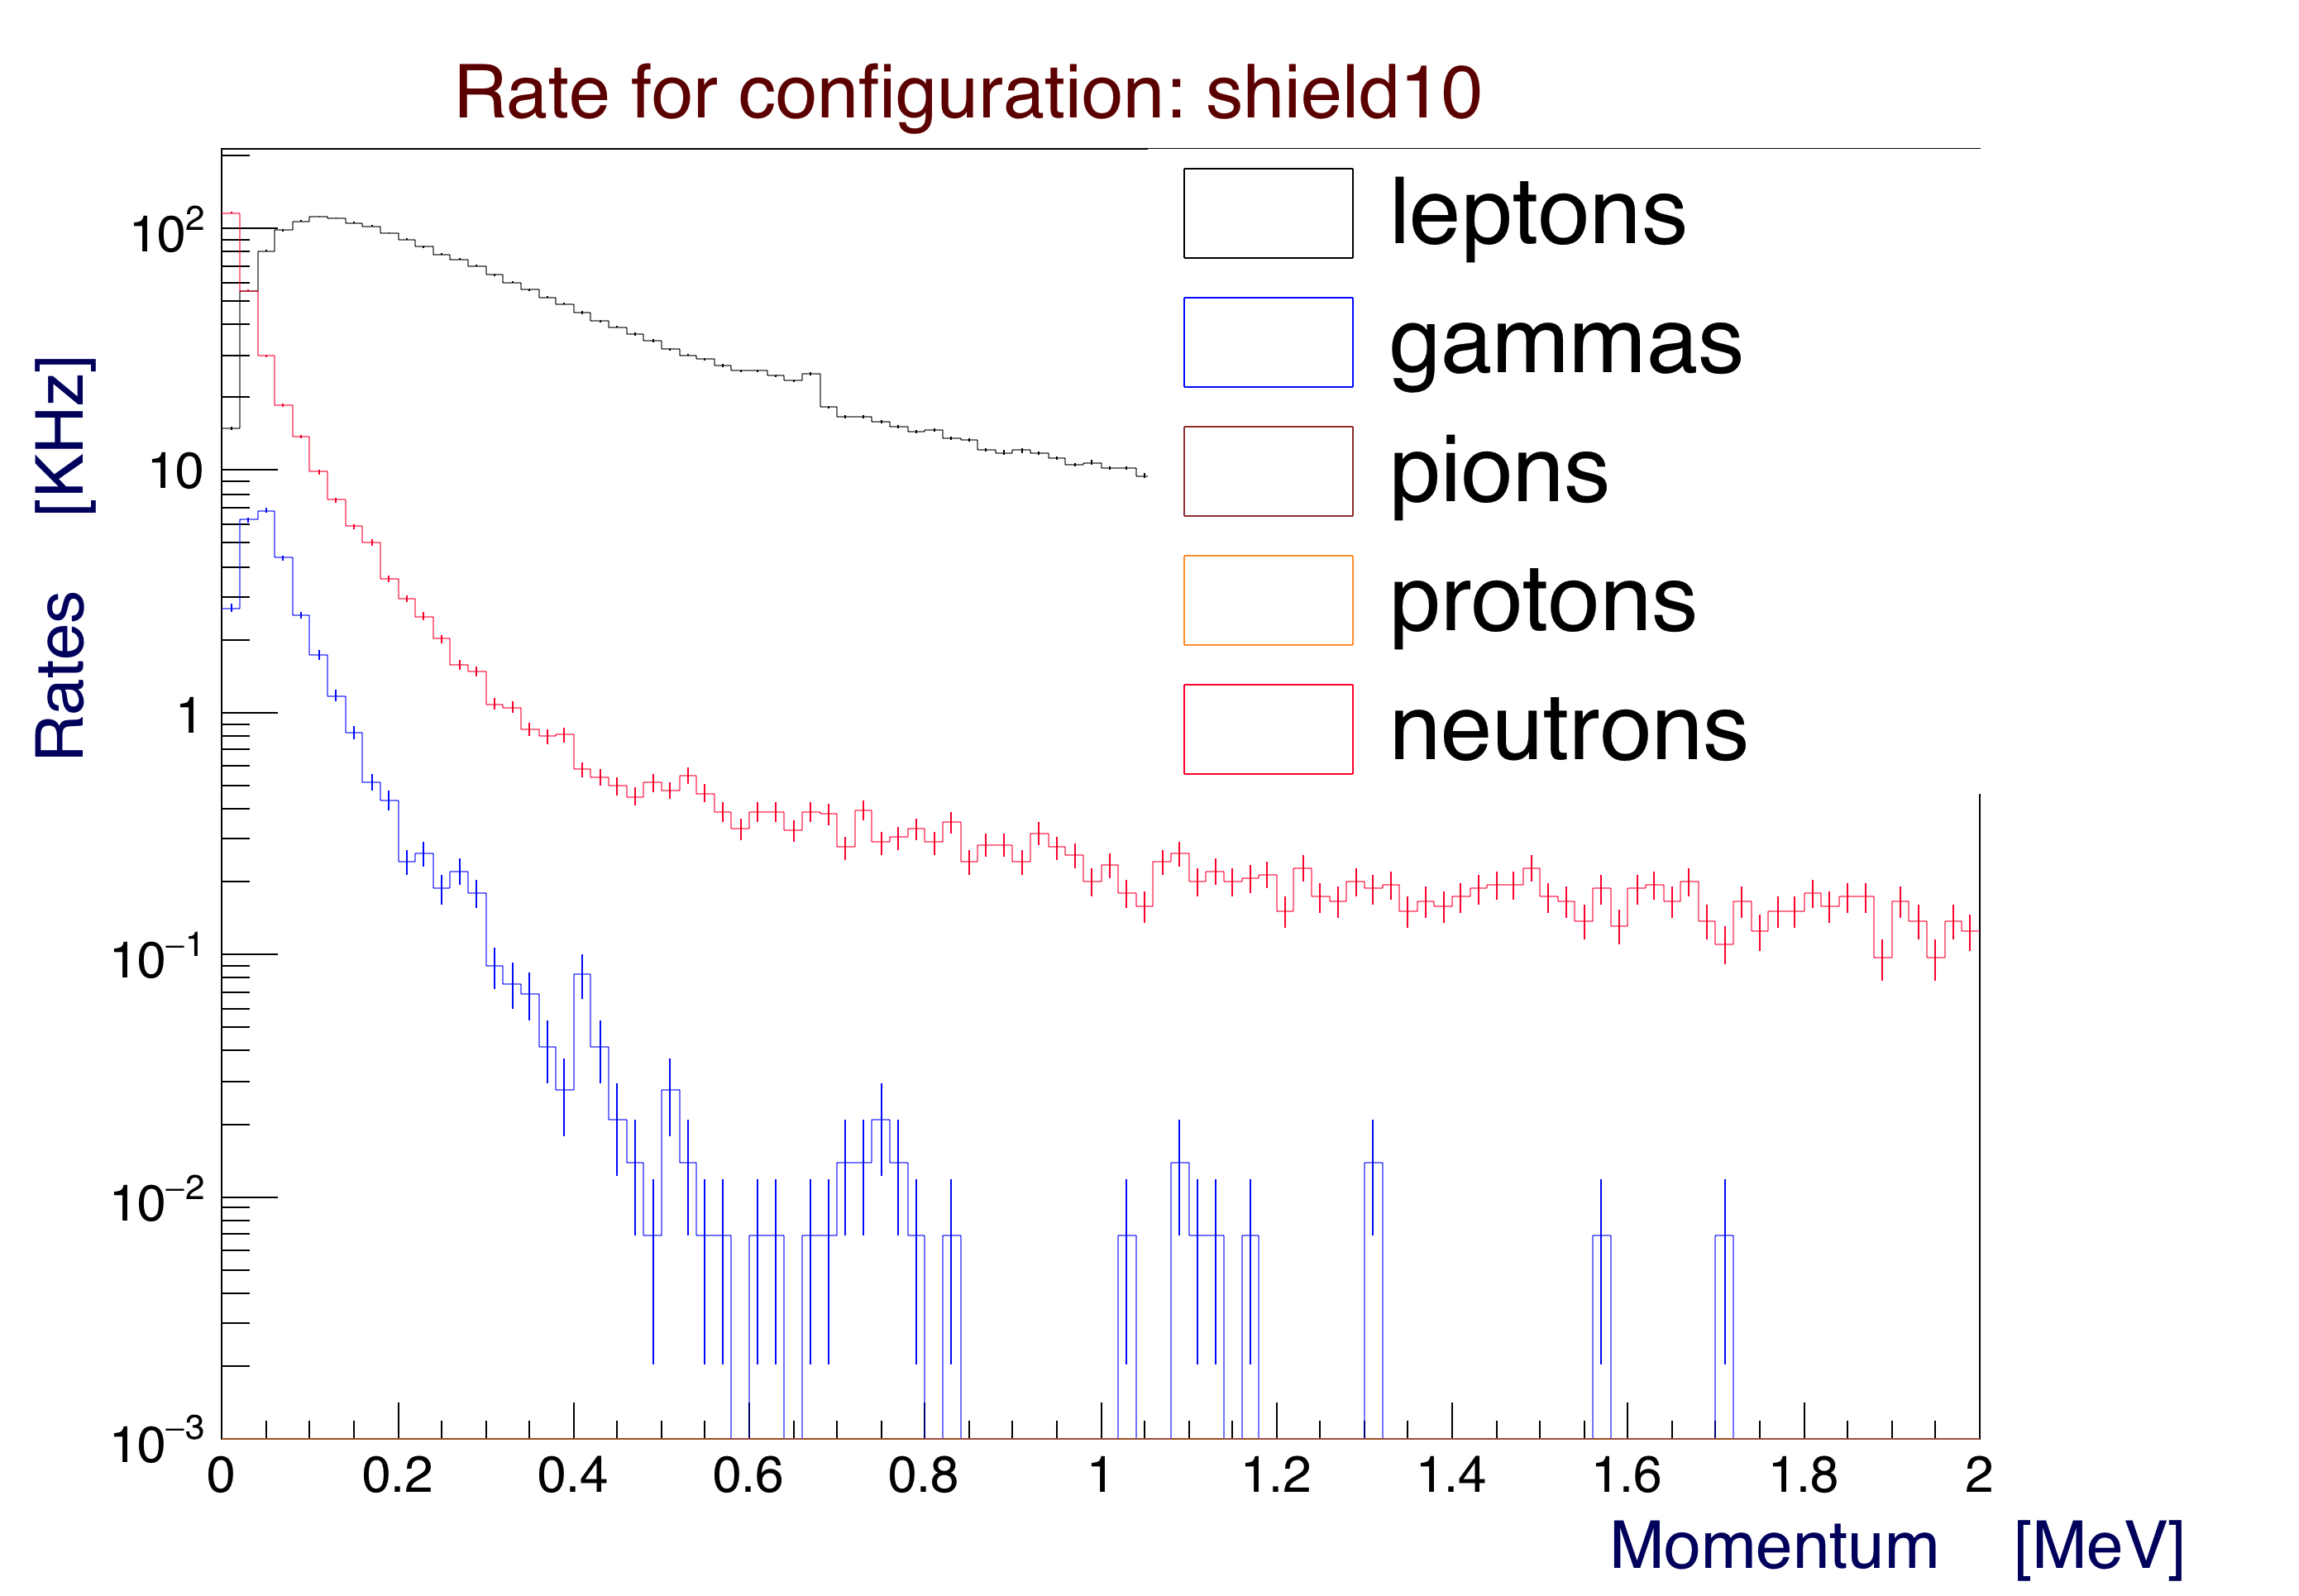 Rate for configuration: shield10
leptons
gammas
pions
protons
neutrons
Rates [KHz]
10²
10
1
10⁻¹
10⁻²
10⁻³
0 0.2 0.4 0.6 0.8 1 1.2 1.4 1.6 1.8 2
Momentum [MeV]